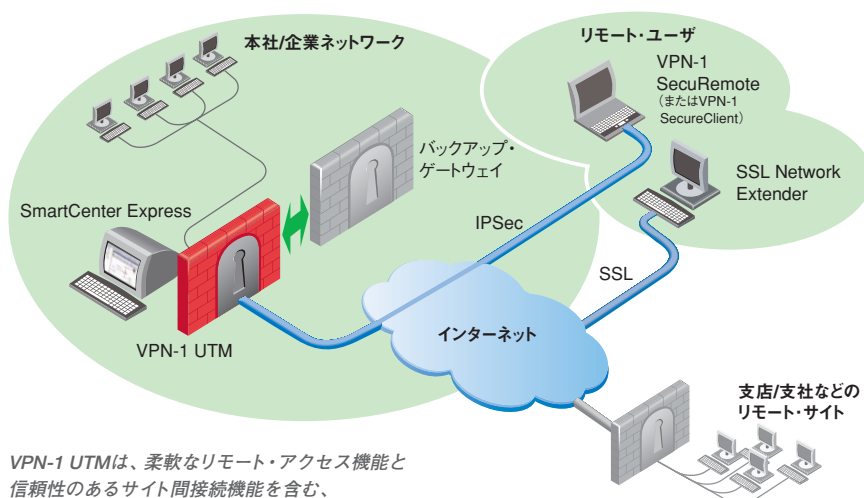 本社/企業ネットワーク
リモート・ユーザ
VPN-1
SecuRemote
(またはVPN-1
SecureClient)
バックアップ・
ゲートウェイ
SSL Network
Extender
SmartCenter Express
IPSec
SSL
インターネット
VPN-1 UTM
支店/支社などの
リモート・サイト
VPN-1 UTMは、柔軟なリモート・アクセス機能と
信頼性のあるサイト間接続機能を含む、